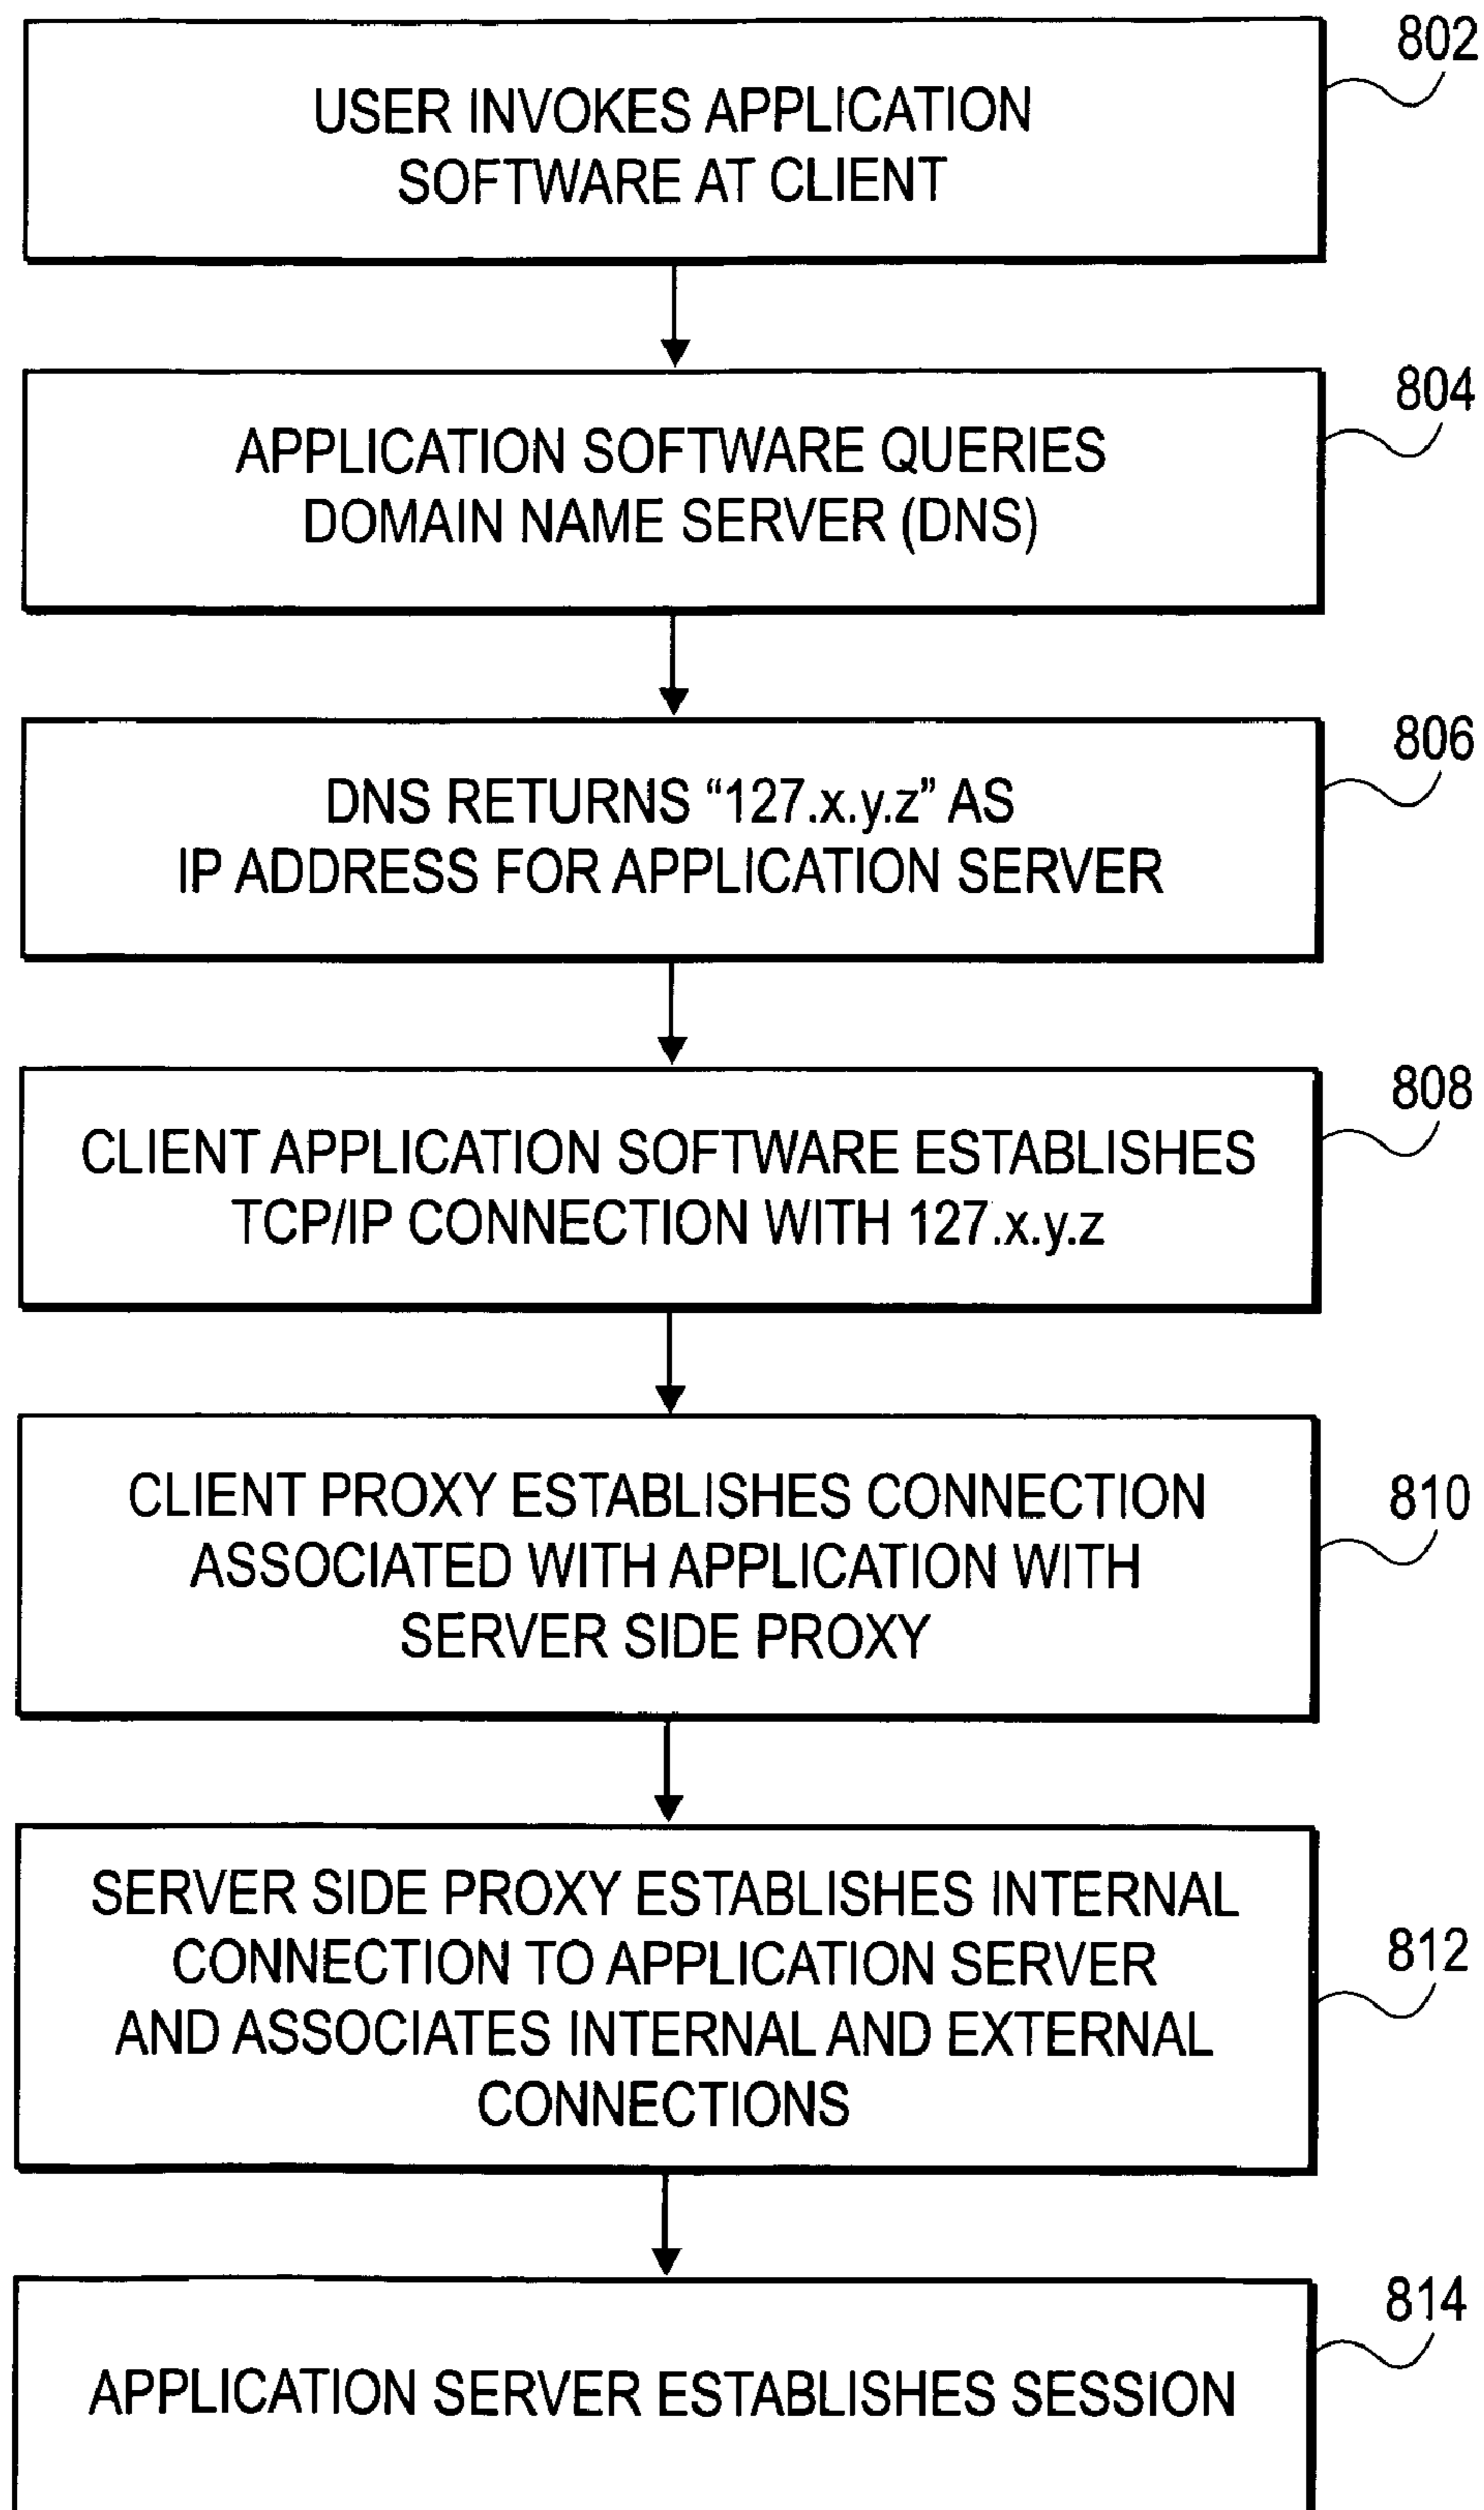 802
USER INVOKES APPLICATION
SOFTWARE AT CLIENT
804
APPLICATION SOFTWARE QUERIES
DOMAIN NAME SERVER (DNS)
806
DNS RETURNS “127.x.y.z” AS
IP ADDRESS FOR APPLICATION SERVER
808
CLIENT APPLICATION SOFTWARE ESTABLISHES
TCP/IP CONNECTION WITH 127.x.y.z
810
CLIENT PROXY ESTABLISHES CONNECTION
ASSOCIATED WITH APPLICATION WITH
SERVER SIDE PROXY
812
SERVER SIDE PROXY ESTABLISHES INTERNAL
CONNECTION TO APPLICATION SERVER
AND ASSOCIATES INTERNAL AND EXTERNAL
CONNECTIONS
814
APPLICATION SERVER ESTABLISHES SESSION